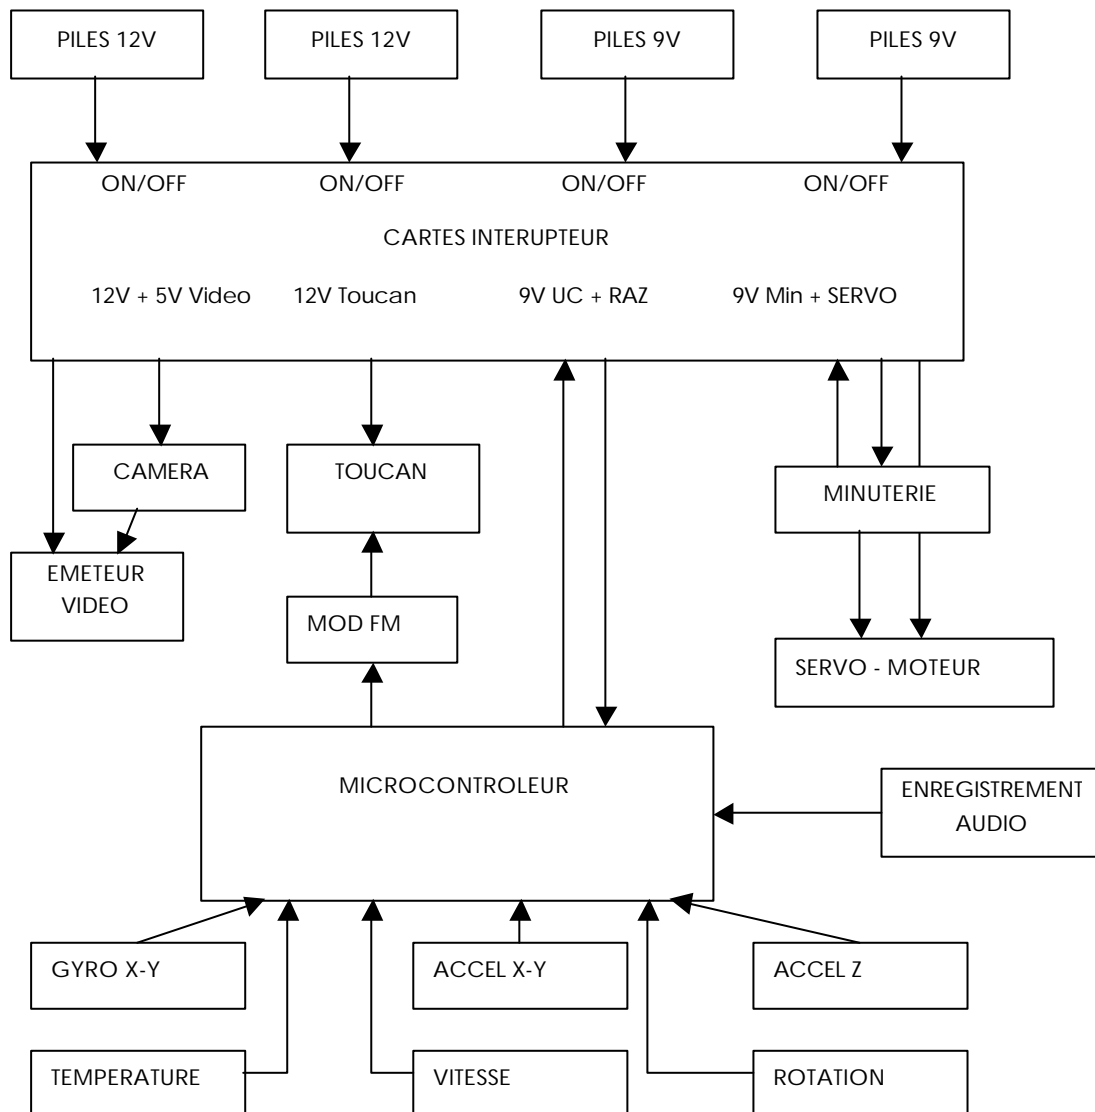 PILES 12V
PILES 12V
PILES 9V
PILES 9V
ON/OFF
ON/OFF
ON/OFF
ON/OFF
CARTES INTERUPTEUR
12V + 5V Video
12V Toucan
9V UC + RAZ
9V Min + SERVO
CAMERA
TOUCAN
MINUTERIE
EMETEUR
VIDEO
MOD FM
SERVO - MOTEUR
MICROCONTROLEUR
ENREGISTREMENT
AUDIO
GYRO X-Y
ACCEL X-Y
ACCEL Z
TEMPERATURE
VITESSE
ROTATION